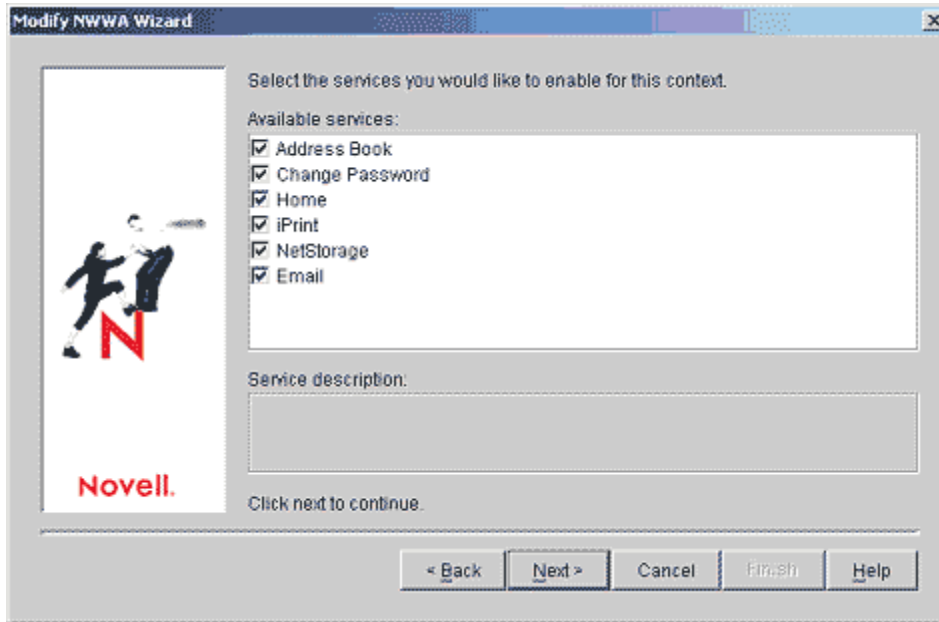 Modify NWWA Wizard
Select the services you would like to enable for this context.
Available services:
Address Book
Change Password
Home
iPrint
NetStorage
Email
N
Novell.
Service description:
Click next to continue.
< Back Next > Cancel Finish Help